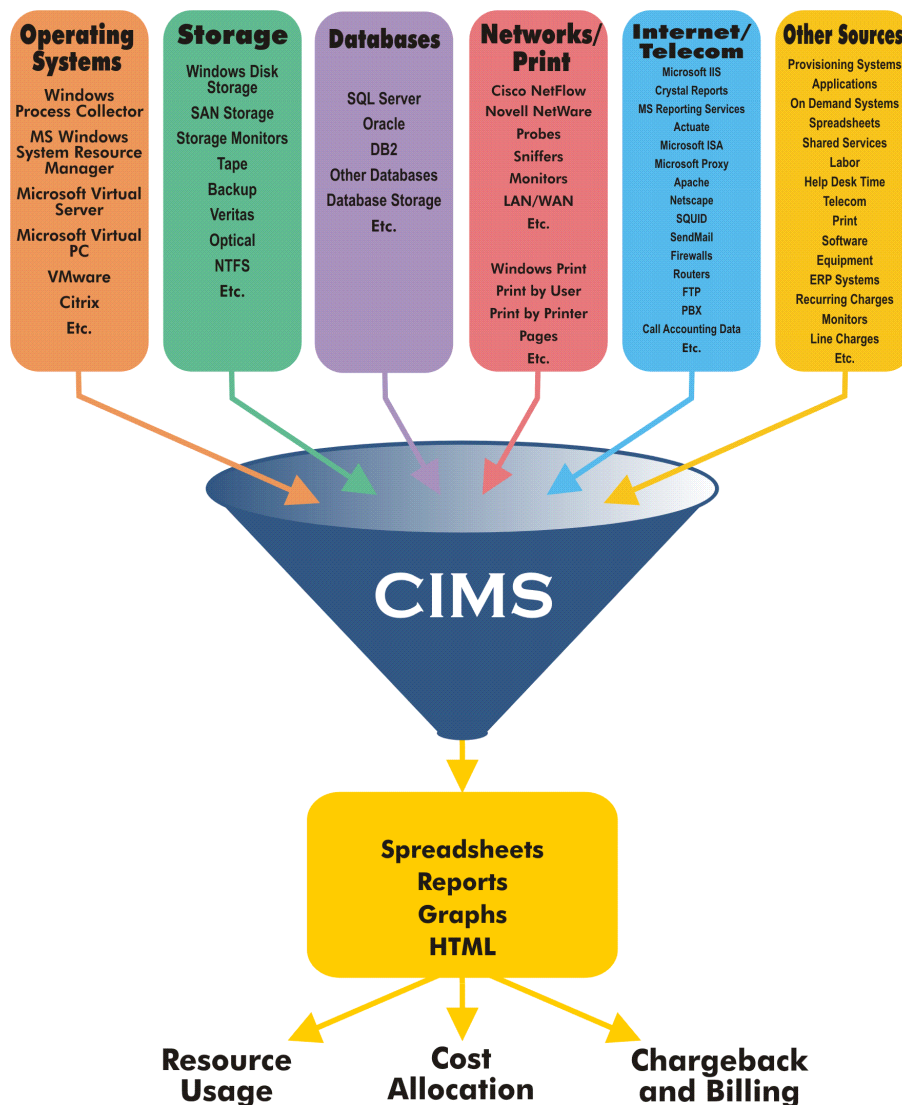 Operating
Systems
Windows
Process Collector
MS Windows
System Resource
Manager
Microsoft Virtual
Server
Microsoft Virtual
PC
VMware
Citrix
Etc.
Storage
Windows Disk
Storage
SAN Storage
Storage Monitors
Tape
Backup
Veritas
Optical
NTFS
Etc.
Databases
SQL Server
Oracle
DB2
Other Databases
Database Storage
Etc.
Networks/
Print
Cisco NetFlow
Novell NetWare
Probes
Sniffers
Monitors
LAN/WAN
Etc.
Windows Print
Print by User
Print by Printer
Pages
Etc.
Internet/
Telecom
Microsoft IIS
Crystal Reports
MS Reporting Services
Actuate
Microsoft ISA
Microsoft Proxy
Apache
Netscape
SQUID
SendMail
Firewalls
Routers
FTP
PBX
Call Accounting Data
Etc.
Other Sources
Provisioning Systems
Applications
On Demand Systems
Spreadsheets
Shared Services
Labor
Help Desk Time
Telecom
Print
Software
Equipment
ERP Systems
Recurring Charges
Monitors
Line Charges
Etc.
CIMS
Spreadsheets
Reports
Graphs
HTML
Resource
Usage
Cost
Allocation
Chargeback
and Billing